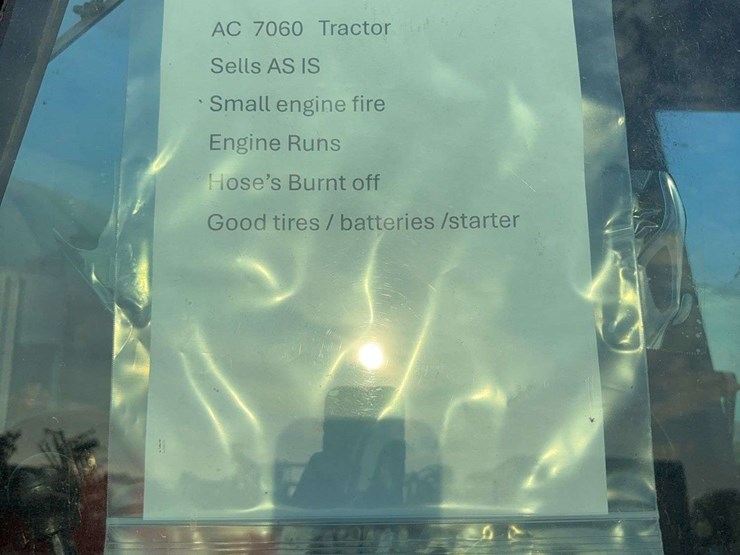 AC 7060 Tractor
Sells AS IS
Small engine fire
Engine Runs
Hose's Burnt off
Good tires / batteries /starter